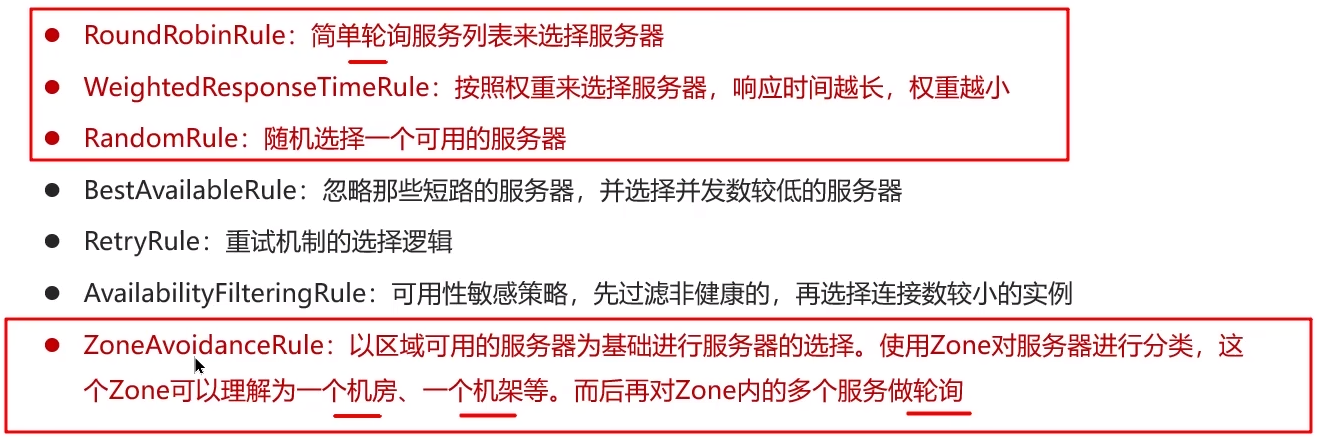 ● RoundRobinRule：简单轮询服务列表来选择服务器
● WeightedResponseTimeRule：按照权重来选择服务器，响应时间越长，权重越小
● RandomRule：随机选择一个可用的服务器
● BestAvailableRule：忽略那些短路的服务器，并选择并发数较低的服务器
● RetryRule：重试机制的选择逻辑
● AvailabilityFilteringRule：可用性敏感策略，先过滤非健康的，再选择连接数较小的实例
● ZoneAvoidanceRule：以区域可用的服务器为基础进行服务器的选择。使用Zone对服务器进行分类，这
个Zone可以理解为一个机房、一个机架等。而后再对Zone内的多个服务做轮询